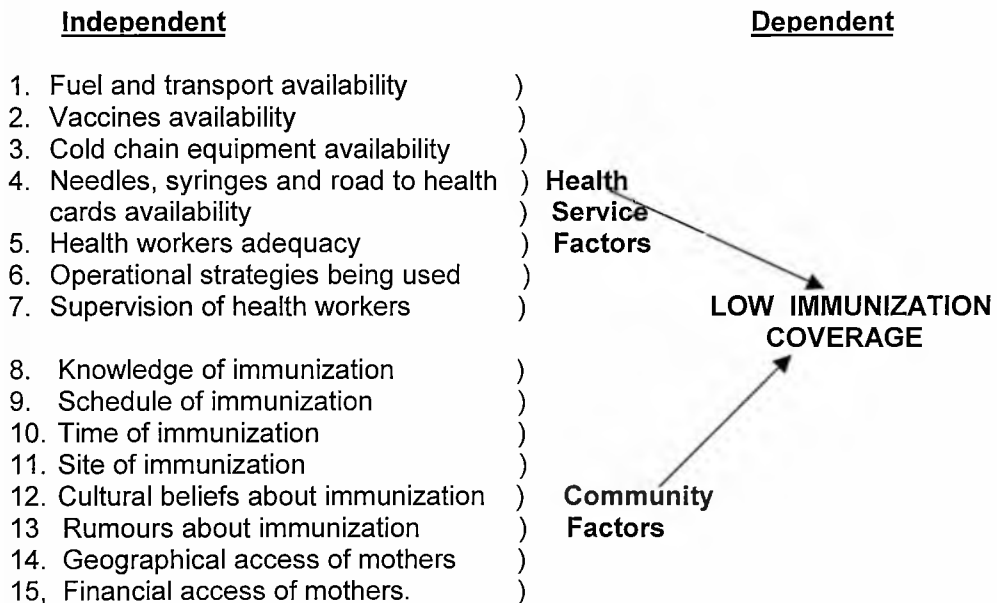 Independent Dependent
1. Fuel and transport availability )
2. Vaccines availability )
3. Cold chain equipment availability )
4. Needles, syringes and road to health ) Health
cards availability ) Service
5. Health workers adequacy ) Factors
6. Operational strategies being used )
7. Supervision of health workers )
LOW IMMUNIZATION
COVERAGE
8. Knowledge of immunization )
9. Schedule of immunization )
10. Time of immunization )
11. Site of immunization )
12. Cultural beliefs about immunization ) Community
13 Rumours about immunization ) Factors
14. Geographical access of mothers )
15, Financial access of mothers. )